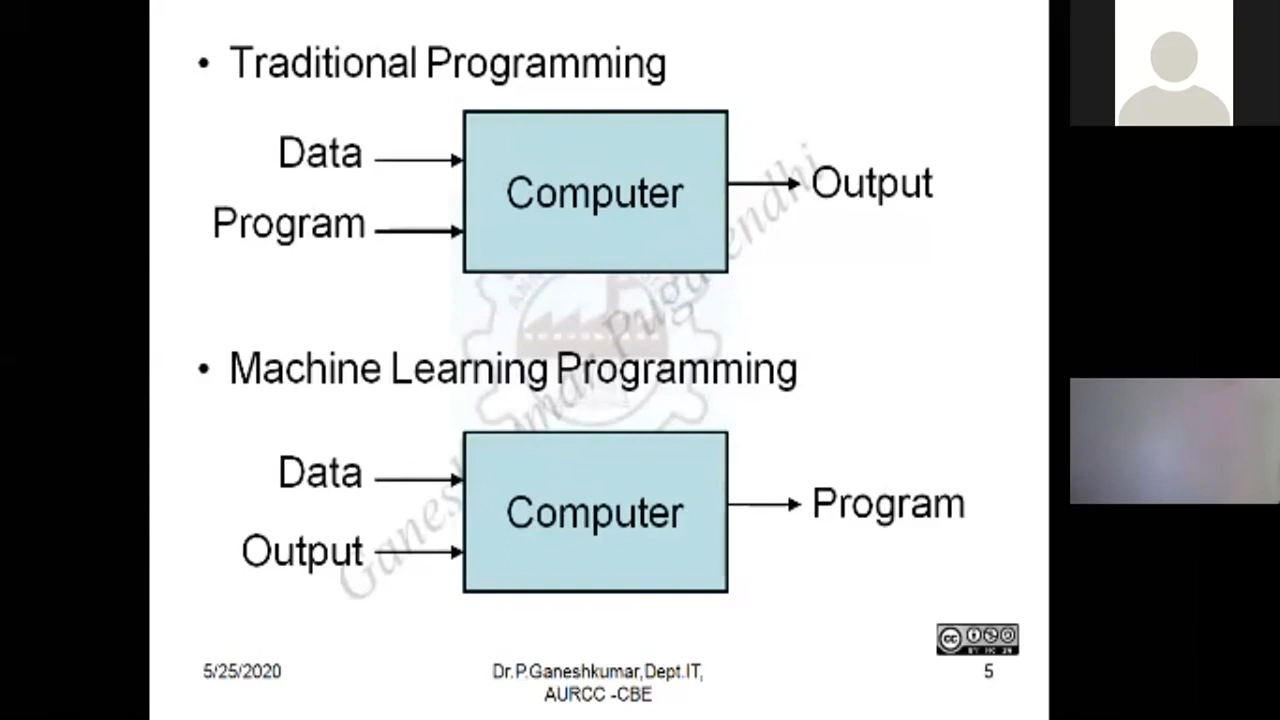 • Traditional Programming
Data
Program
Computer
Output
• Machine Learning Programming
Data
Output
Computer
Program
5/25/2020
Dr.P.Ganeshkumar,Dept.IT,
AURCC -CBE
5